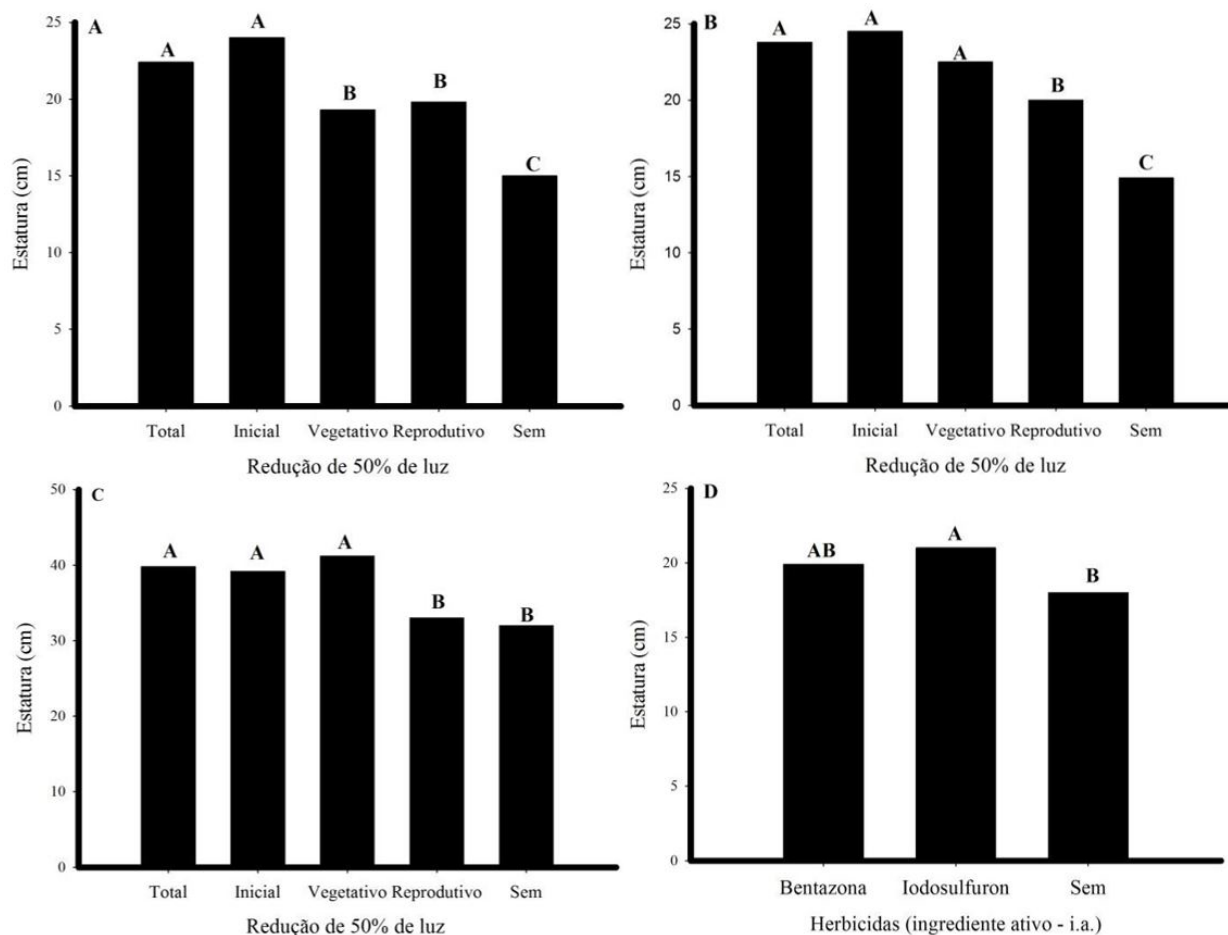 A
25
20
15
10
5
0
Estatura (cm)
A
A
B
B
C
Total Inicial Vegetativo Reprodutivo Sem
Redução de 50% de luz
B
25
20
15
10
5
0
Estatura (cm)
A
A
A
B
C
Total Inicial Vegetativo Reprodutivo Sem
Redução de 50% de luz
C
50
40
30
20
10
0
Estatura (cm)
A
A
A
B
B
Total Inicial Vegetativo Reprodutivo Sem
Redução de 50% de luz
D
25
20
15
10
5
0
Estatura (cm)
AB
A
B
Bentazona Iodosulfuron Sem
Herbicidas (ingrediente ativo - i.a.)